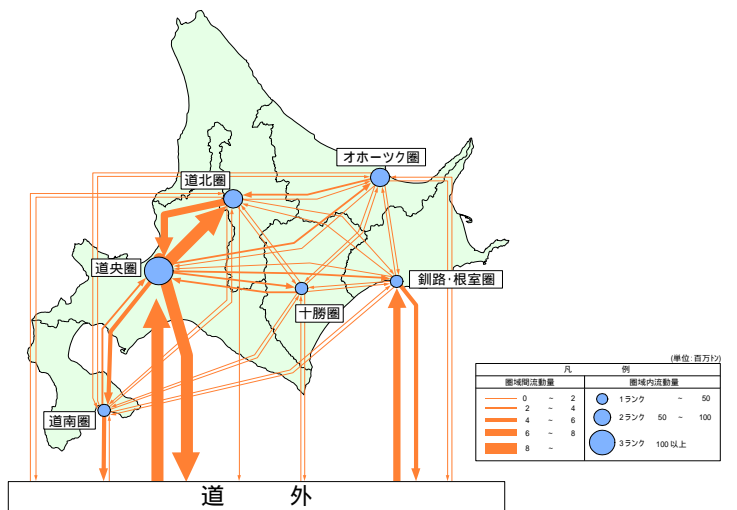 オホーツク圏
道北圏
道央圏
釧路・根室圏
十勝圏
道南圏
道　外
(単位:百万トン)
凡　例
圏域間流動量　圏域内流動量
0 ~ 2　1ランク ~ 50
2 ~ 4
4 ~ 6　2ランク 50 ~ 100
6 ~ 8
8 ~　3ランク 100以上